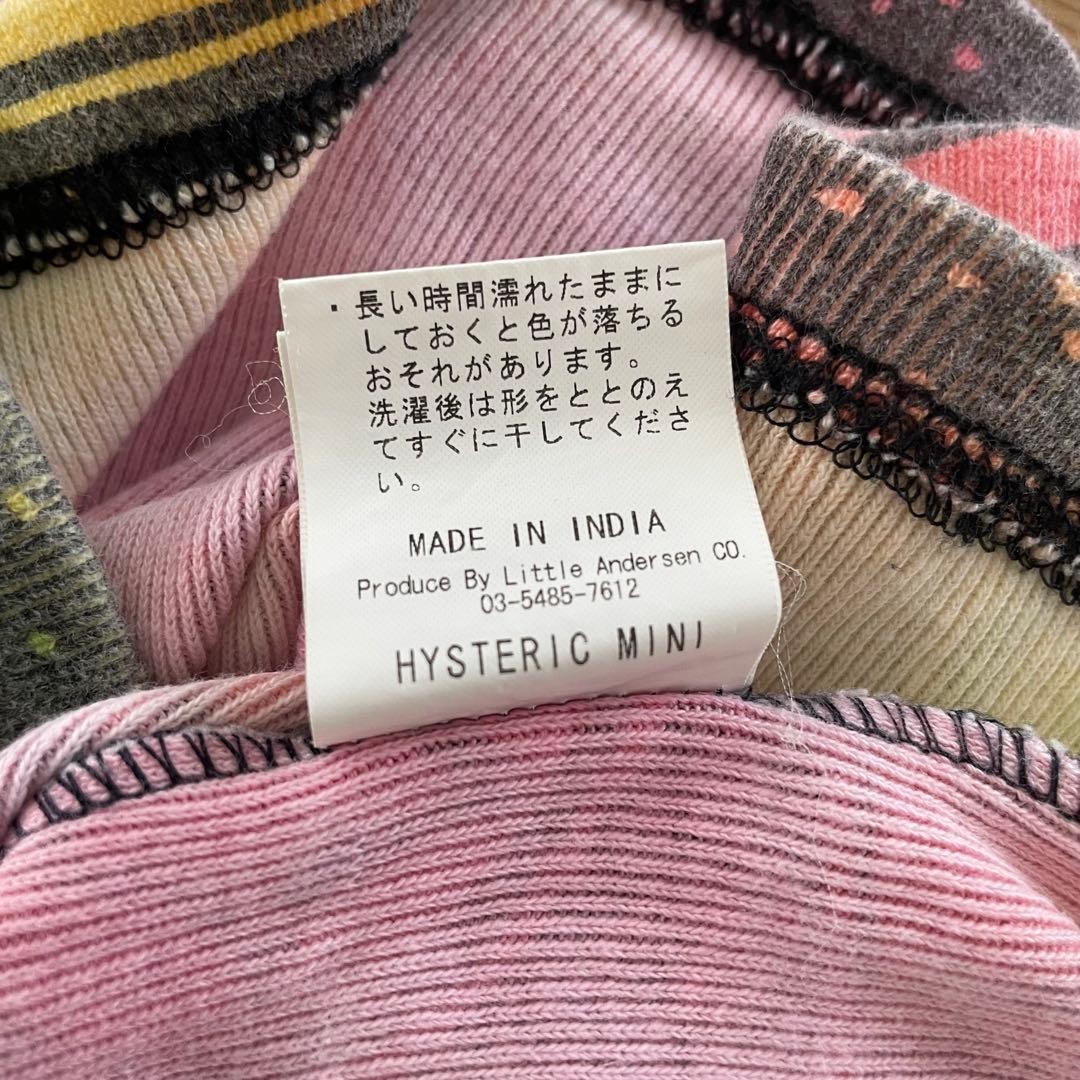 ・長い時間濡れたままに
しておくと色が落ちる
おそれがあります。
洗濯後は形をととのえ
てすぐに干してくださ
い。
MADE IN INDIA
Produce By Little Andersen CO.
03-5485-7612
HYSTERIC MINI